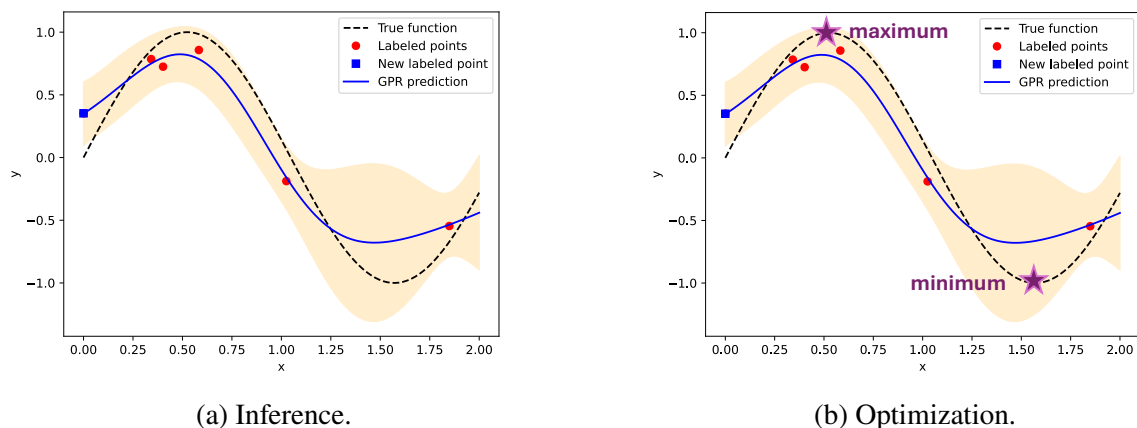 True function
Labeled points
New labeled point
GPR prediction
1.0
0.5
0.0
−0.5
−1.0
y
0.00 0.25 0.50 0.75 1.00 1.25 1.50 1.75 2.00
x
(a) Inference.
maximum
True function
Labeled points
New labeled point
GPR prediction
1.0
0.5
0.0
−0.5
−1.0
y
minimum
0.00 0.25 0.50 0.75 1.00 1.25 1.50 1.75 2.00
x
(b) Optimization.